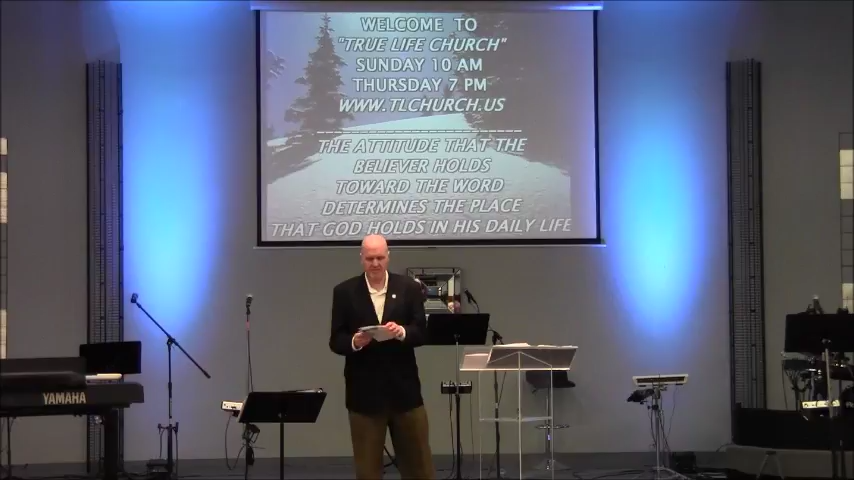 WELCOME TO
"TRUE LIFE CHURCH"
SUNDAY 10 AM
THURSDAY 7 PM
WWW.TLCHURCH.US
THE ATTITUDE THAT THE
BELIEVER HOLDS
TOWARD THE WORD
DETERMINES THE PLACE
THAT GOD HOLDS IN HIS DAILY LIFE
YAMAHA